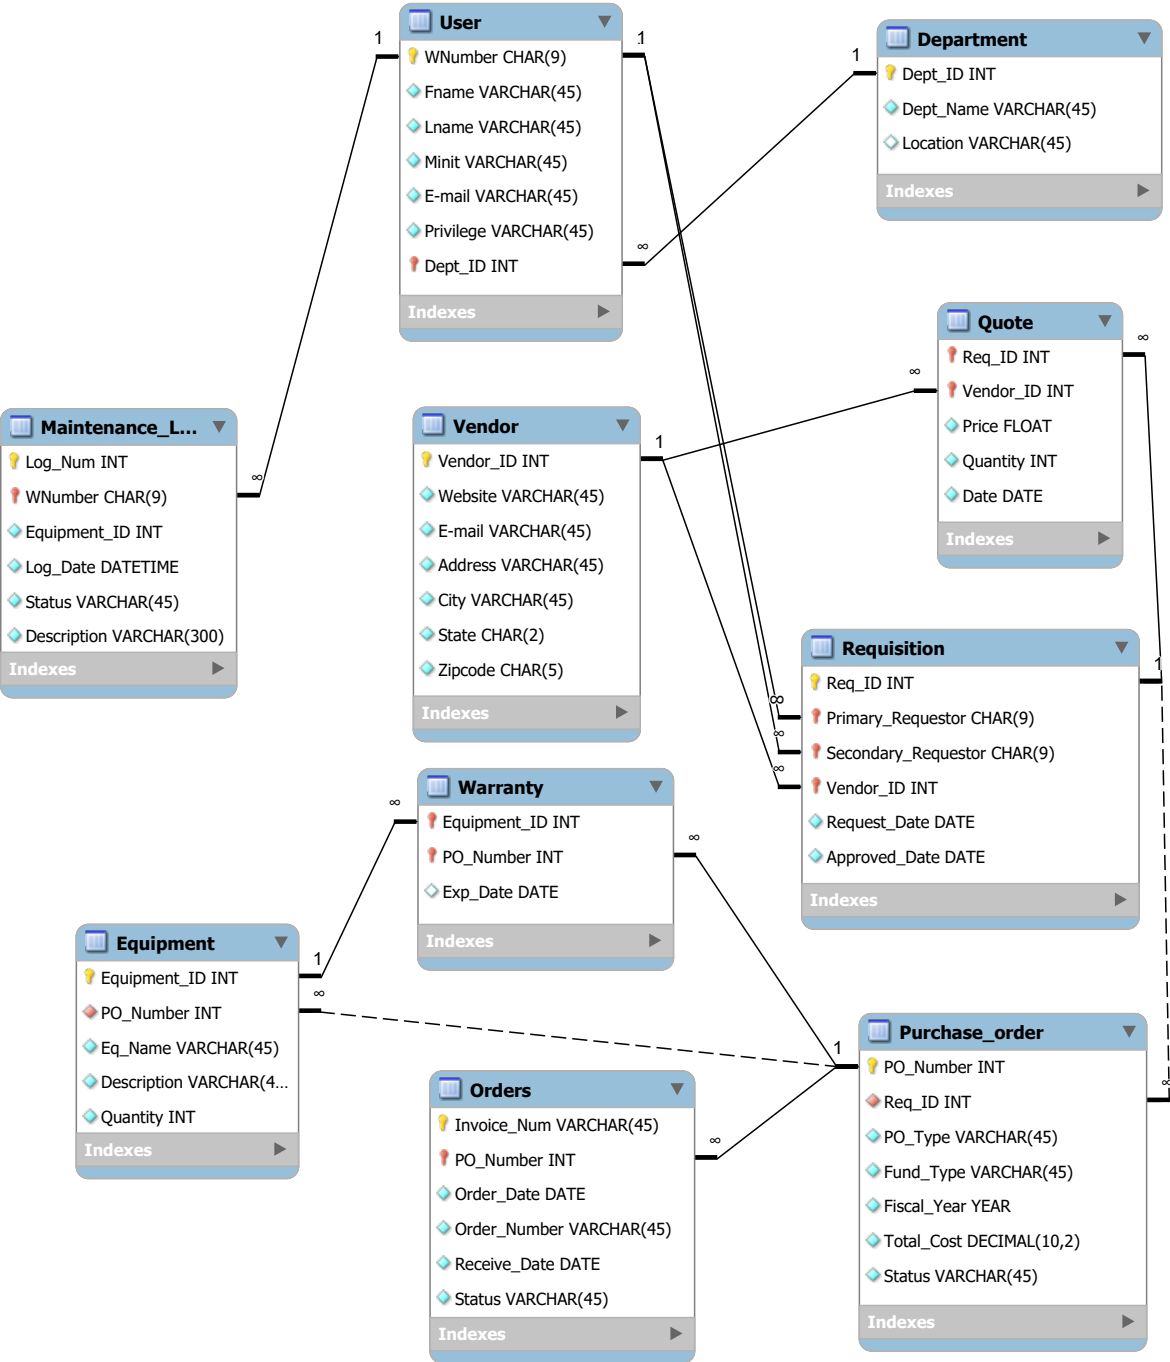 User
WNumber CHAR(9)
Fname VARCHAR(45)
Lname VARCHAR(45)
Minit VARCHAR(45)
E-mail VARCHAR(45)
Privilege VARCHAR(45)
Dept_ID INT
Indexes
1
1
∞
Department
Dept_ID INT
Dept_Name VARCHAR(45)
Location VARCHAR(45)
Indexes
1
Quote
Req_ID INT
Vendor_ID INT
Price FLOAT
Quantity INT
Date DATE
Indexes
∞
∞
Maintenance_L...
Log_Num INT
WNumber CHAR(9)
Equipment_ID INT
Log_Date DATETIME
Status VARCHAR(45)
Description VARCHAR(300)
Indexes
∞
Vendor
Vendor_ID INT
Website VARCHAR(45)
E-mail VARCHAR(45)
Address VARCHAR(45)
City VARCHAR(45)
State CHAR(2)
Zipcode CHAR(5)
Indexes
1
Requisition
Req_ID INT
Primary_Requestor CHAR(9)
Secondary_Requestor CHAR(9)
Vendor_ID INT
Request_Date DATE
Approved_Date DATE
Indexes
1
∞
∞
∞
Warranty
Equipment_ID INT
PO_Number INT
Exp_Date DATE
Indexes
∞
∞
Equipment
Equipment_ID INT
PO_Number INT
Eq_Name VARCHAR(45)
Description VARCHAR(4...
Quantity INT
Indexes
1
∞
Orders
Invoice_Num VARCHAR(45)
PO_Number INT
Order_Date DATE
Order_Number VARCHAR(45)
Receive_Date DATE
Status VARCHAR(45)
Indexes
∞
Purchase_order
PO_Number INT
Req_ID INT
PO_Type VARCHAR(45)
Fund_Type VARCHAR(45)
Fiscal_Year YEAR
Total_Cost DECIMAL(10,2)
Status VARCHAR(45)
Indexes
1
∞